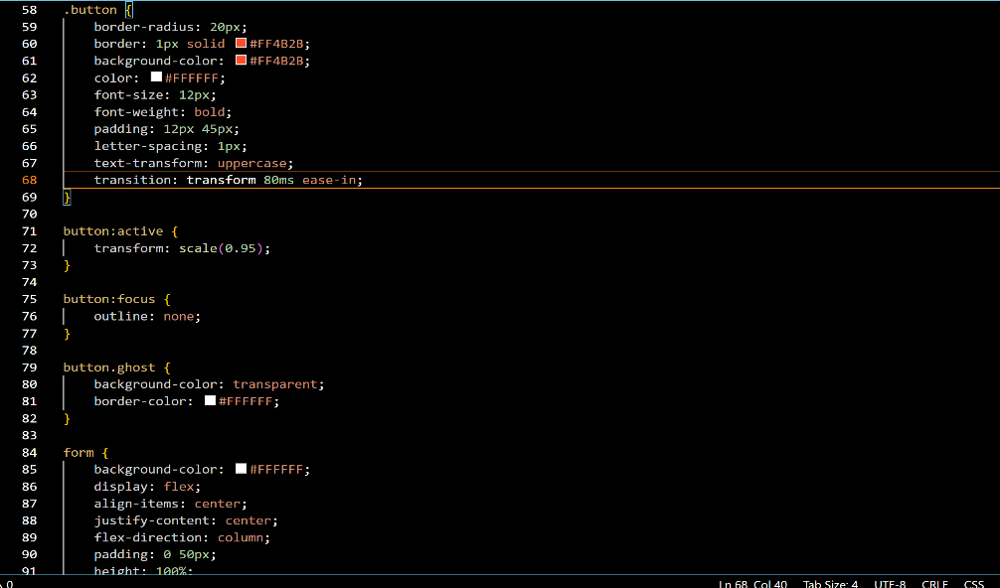 58 .button {
59 border-radius: 20px;
60 border: 1px solid #FF4B2B;
61 background-color: #FF4B2B;
62 color: #FFFFFF;
63 font-size: 12px;
64 font-weight: bold;
65 padding: 12px 45px;
66 letter-spacing: 1px;
67 text-transform: uppercase;
68 transition: transform 80ms ease-in;
69 }
70
71 button:active {
72 transform: scale(0.95);
73 }
74
75 button:focus {
76 outline: none;
77 }
78
79 button.ghost {
80 background-color: transparent;
81 border-color: #FFFFFF;
82 }
83
84 form {
85 background-color: #FFFFFF;
86 display: flex;
87 align-items: center;
88 justify-content: center;
89 flex-direction: column;
90 padding: 0 50px;
91 height: 100%;
0 Ln 68, Col 40 Tab Size: 4 UTF-8 CRLF CSS